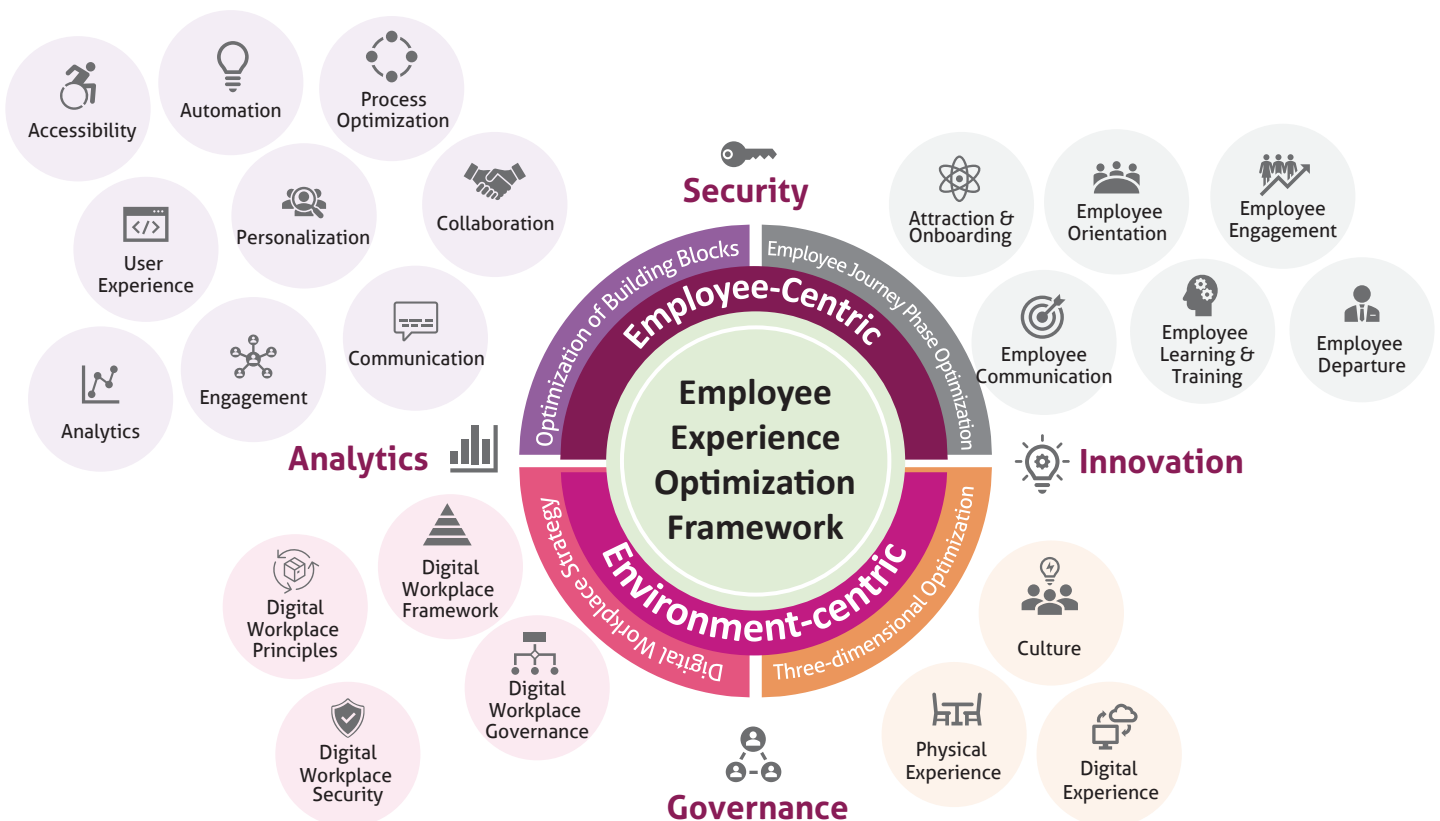 Accessibility
Automation
Process
Optimization
User
Experience
</>
Personalization
Collaboration
Analytics
Engagement
Communication
Security
Attraction &
Onboarding
Employee
Orientation
Employee
Engagement
Employee
Communication
Employee
Learning &
Training
Employee
Departure
Optimization of Building Blocks
Employee Journey Phase Optimization
Employee-Centric
Employee
Experience
Optimization
Framework
Analytics
Innovation
Environment-centric
Digital Workplace Strategy
Three-dimensional Optimization
Digital
Workplace
Principles
Digital
Workplace
Framework
Digital
Workplace
Security
Digital
Workplace
Governance
Culture
Physical
Experience
Digital
Experience
Governance